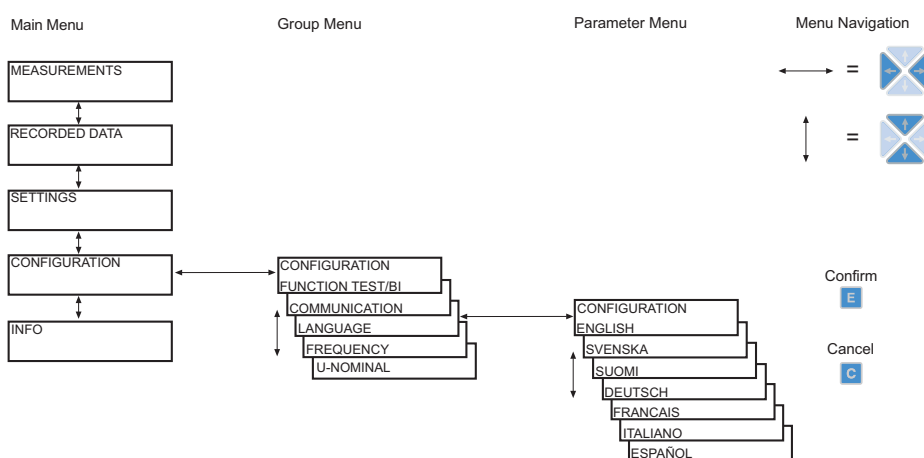 Main Menu
Group Menu
Parameter Menu
Menu Navigation
MEASUREMENTS
=
RECORDED DATA
=
SETTINGS
CONFIGURATION
INFO
CONFIGURATION
FUNCTION TEST/BI
COMMUNICATION
LANGUAGE
FREQUENCY
U-NOMINAL
CONFIGURATION
ENGLISH
SVENSKA
SUOMI
DEUTSCH
FRANCAIS
ITALIANO
ESPAÑOL
Confirm
E
Cancel
C